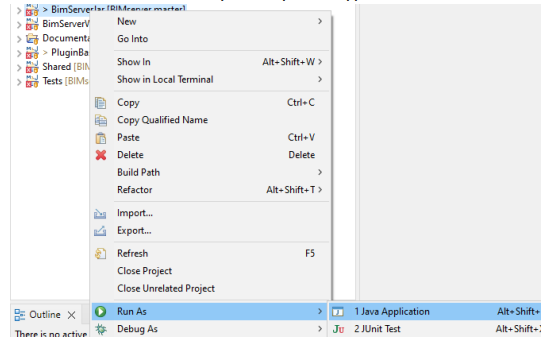 > BimServerJar [BIMserver master]
BimServerW
Documenta
> PluginBa
Shared [BIM
Tests [BIMs
New
Go Into
Show In Alt+Shift+W >
Show in Local Terminal
Copy Ctrl+C
Copy Qualified Name
Paste Ctrl+V
Delete Delete
Build Path
Refactor Alt+Shift+T >
Import...
Export...
Refresh F5
Close Project
Close Unrelated Project
Run As
Debug As
Outline
There is no active
1 Java Application Alt+Shift+
Ju 2 JUnit Test Alt+Shift+X